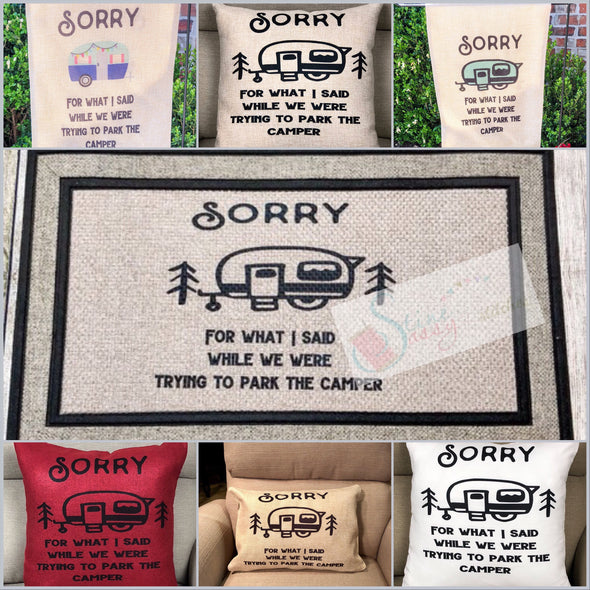 SORRY
FOR WHAT I SAID
WHILE WE WERE
TRYING TO PARK THE
CAMPER
SORRY
FOR WHAT I SAID
WHILE WE WERE
TRYING TO PARK THE
CAMPER
SORRY
FOR WHAT I SAID
WHILE WE WERE
TRYING TO PARK THE
CAMPER
SORRY
FOR WHAT I SAID
WHILE WE WERE
TRYING TO PARK THE CAMPER
SORRY
FOR WHAT I SAID
WHILE WE WERE
TRYING TO PARK THE
CAMPER
SORRY
FOR WHAT I SAID
WHILE WE WERE
TRYING TO PARK THE CAMPER
SORRY
FOR WHAT I SAID
WHILE WE WERE
TRYING TO PARK THE
CAMPER